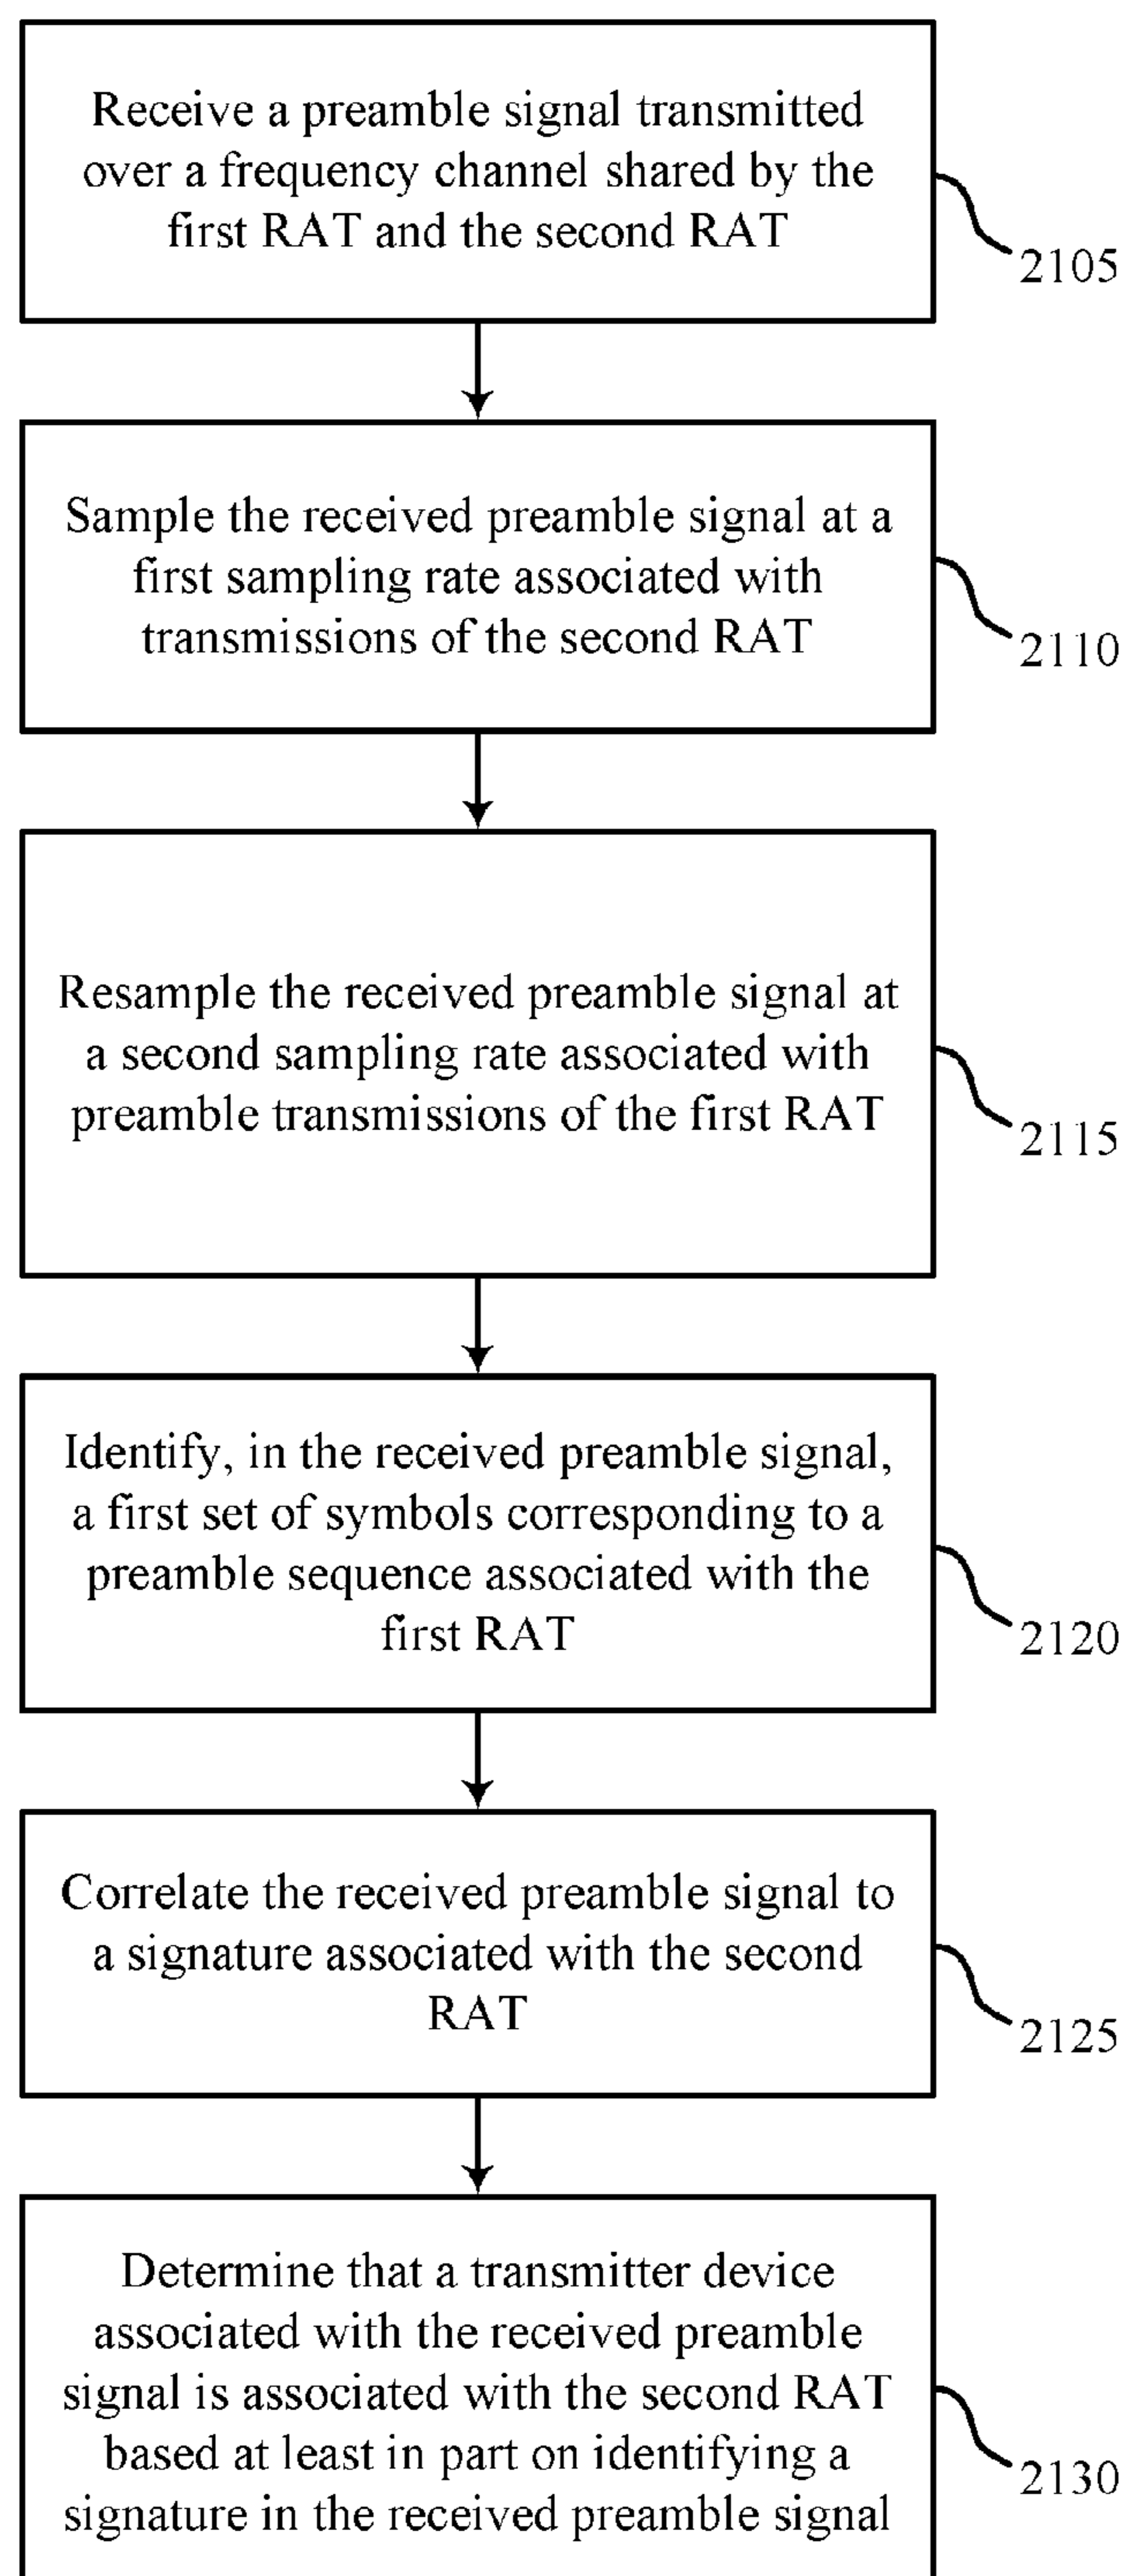 Receive a preamble signal transmitted
over a frequency channel shared by the
first RAT and the second RAT
2105
Sample the received preamble signal at a
first sampling rate associated with
transmissions of the second RAT
2110
Resample the received preamble signal at
a second sampling rate associated with
preamble transmissions of the first RAT
2115
Identify, in the received preamble signal,
a first set of symbols corresponding to a
preamble sequence associated with the
first RAT
2120
Correlate the received preamble signal to
a signature associated with the second
RAT
2125
Determine that a transmitter device
associated with the received preamble
signal is associated with the second RAT
based at least in part on identifying a
signature in the received preamble signal
2130